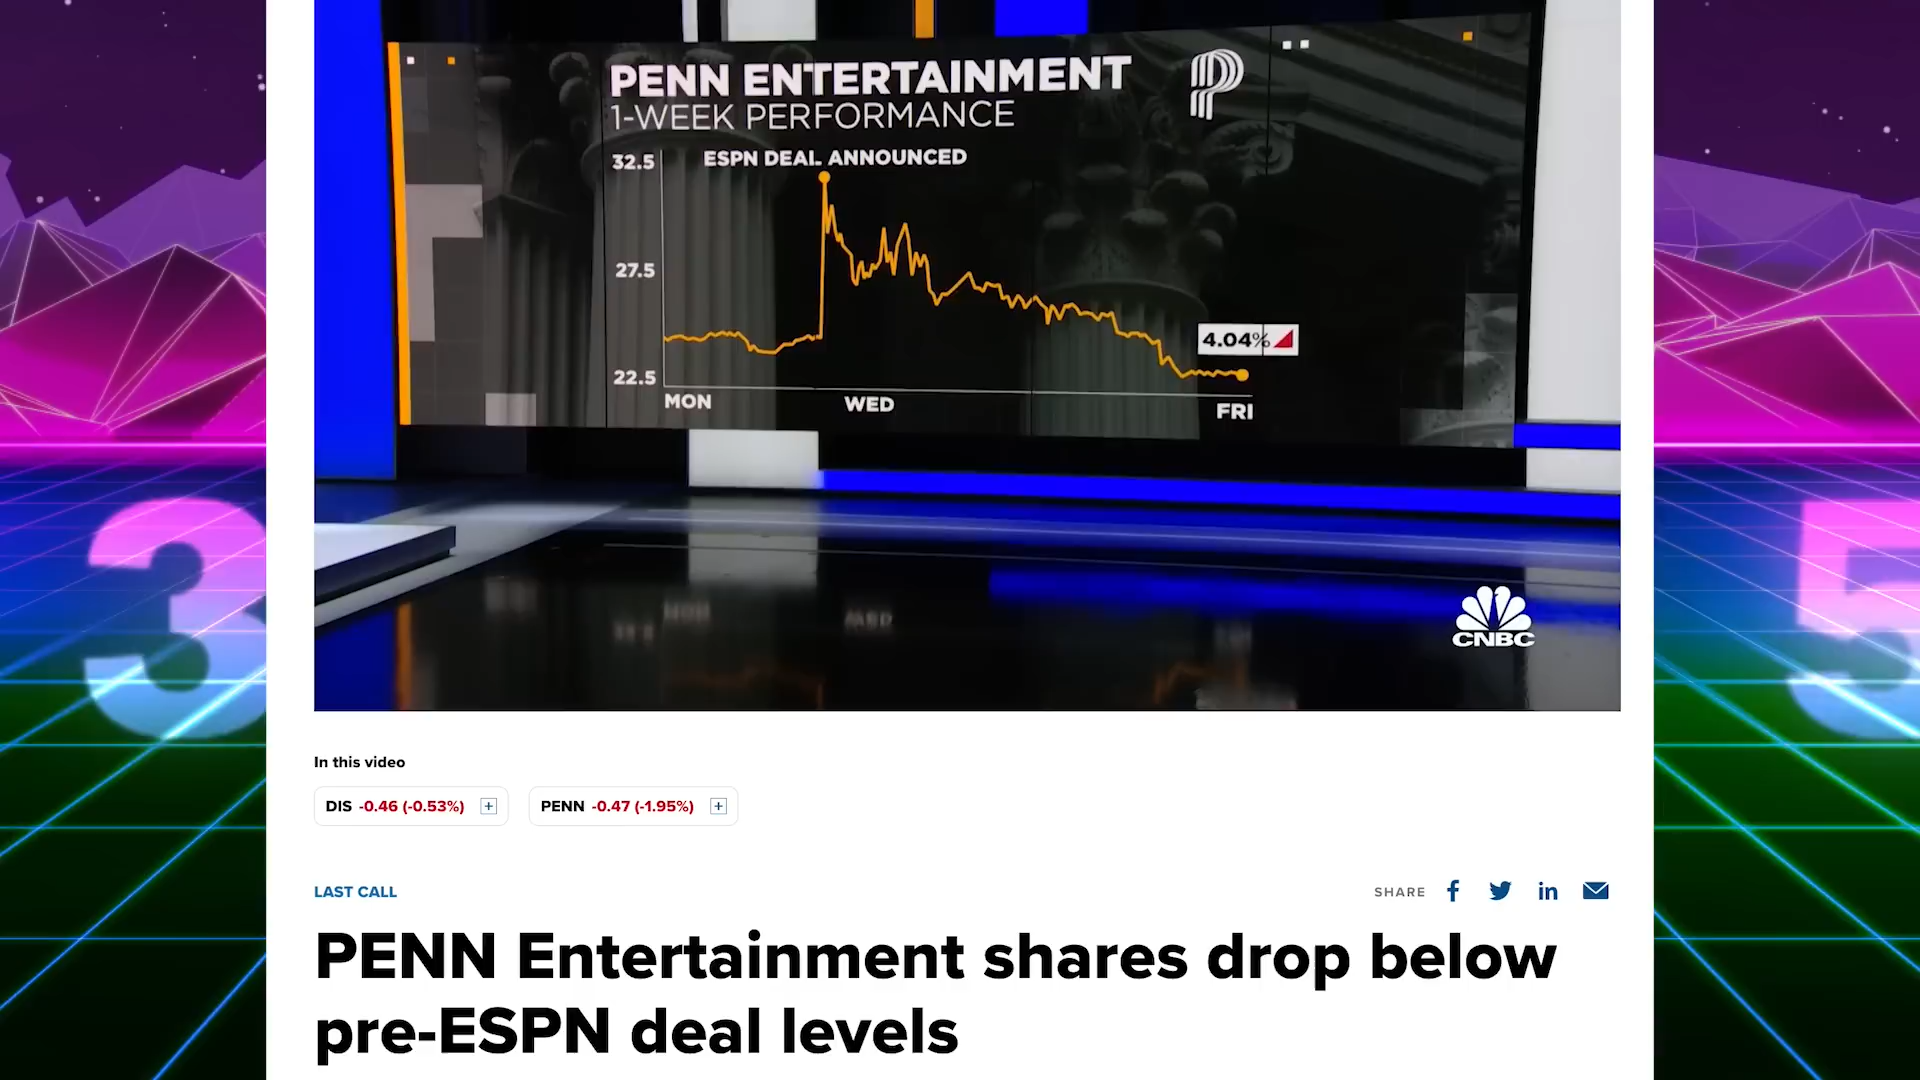 PENN ENTERTAINMENT
1-WEEK PERFORMANCE
ESPN DEAL ANNOUNCED
32.5
27.5
22.5
4.04%
MON
WED
FRI
CNBC
3
5
In this video
DIS -0.46 (-0.53%) +
PENN -0.47 (-1.95%) +
LAST CALL
SHARE
PENN Entertainment shares drop below
pre-ESPN deal levels